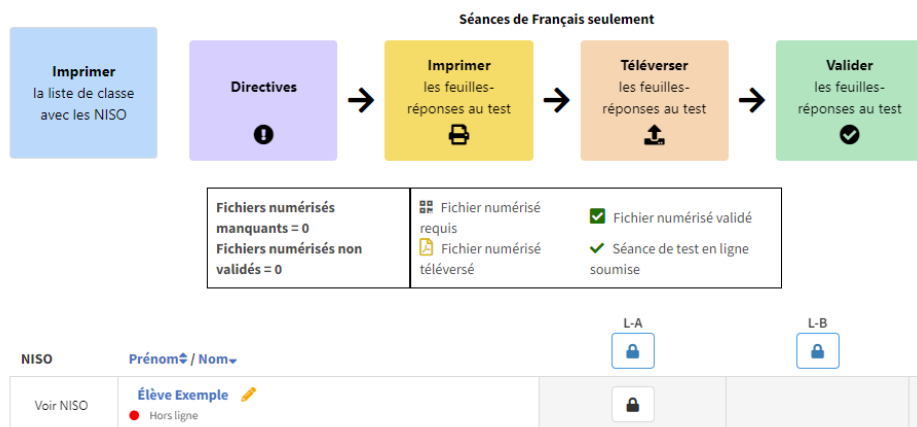 Séances de Français seulement
Imprimer
la liste de classe
avec les NISO
Directives
Imprimer
les feuilles-
réponses au test
Téléverser
les feuilles-
réponses au test
Valider
les feuilles-
réponses au test
Fichiers numérisés
manquants = 0
Fichiers numérisés non
validés = 0
Fichier numérisé
requis
Fichier numérisé
téléversé
Fichier numérisé validé
Séance de test en ligne
soumise
L-A
L-B
NISO
Prénom / Nom
Voir NISO
Élève Exemple
Hors ligne